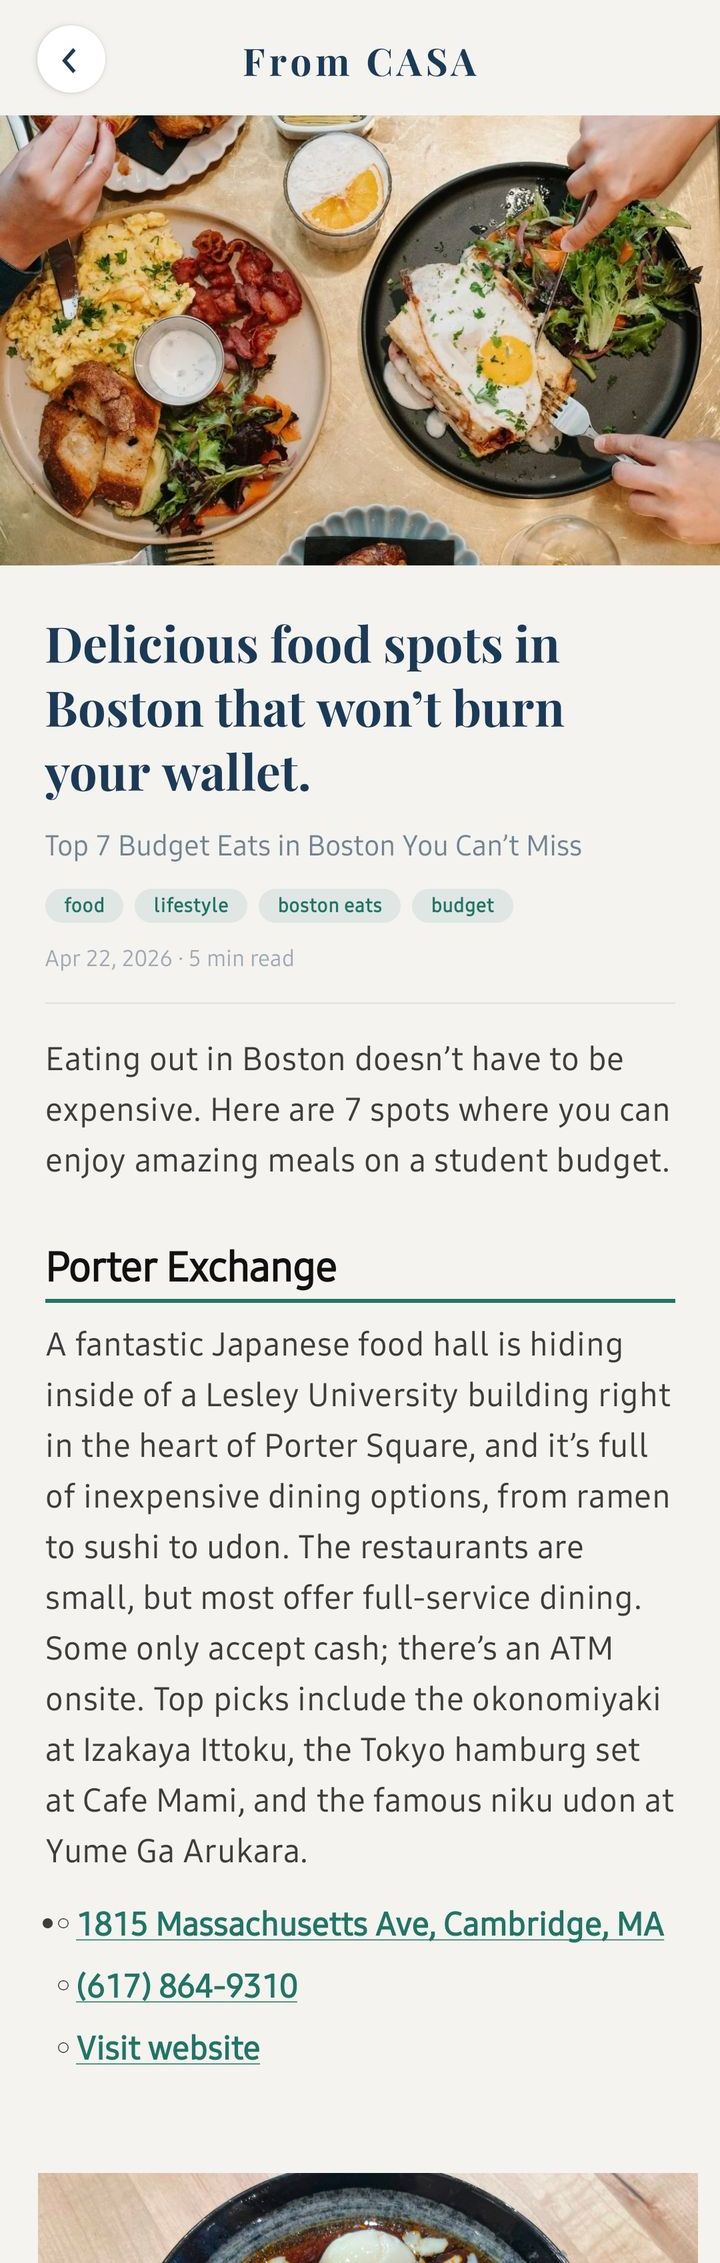 From CASA
Delicious food spots in
Boston that won’t burn
your wallet.
Top 7 Budget Eats in Boston You Can’t Miss
food lifestyle boston eats budget
Apr 22, 2026 · 5 min read
Eating out in Boston doesn’t have to be
expensive. Here are 7 spots where you can
enjoy amazing meals on a student budget.
Porter Exchange
A fantastic Japanese food hall is hiding
inside of a Lesley University building right
in the heart of Porter Square, and it’s full
of inexpensive dining options, from ramen
to sushi to udon. The restaurants are
small, but most offer full-service dining.
Some only accept cash; there’s an ATM
onsite. Top picks include the okonomiyaki
at Izakaya Ittoku, the Tokyo hamburg set
at Cafe Mami, and the famous niku udon at
Yume Ga Arukara.
1815 Massachusetts Ave, Cambridge, MA
(617) 864-9310
Visit website